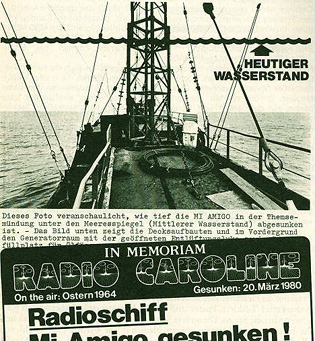 HEUTIGER
WASSERSTAND
Dieses Foto veranschaulicht, wie tief die MI AMIGO in der Themse-
mündung unter den Meeresspiegel (Mittlerer Wasserstand) abgesunken
ist. - Das Bild unten zeigt die Decksaufbauten und im Vordergrund
den Generatorraum mit der geöffneten
IN MEMORIAM
RADIO CAROLINE
On the air: Ostern 1964
Gesunken: 20. März 1980
Radioschiff
Mi Amigo gesunken!